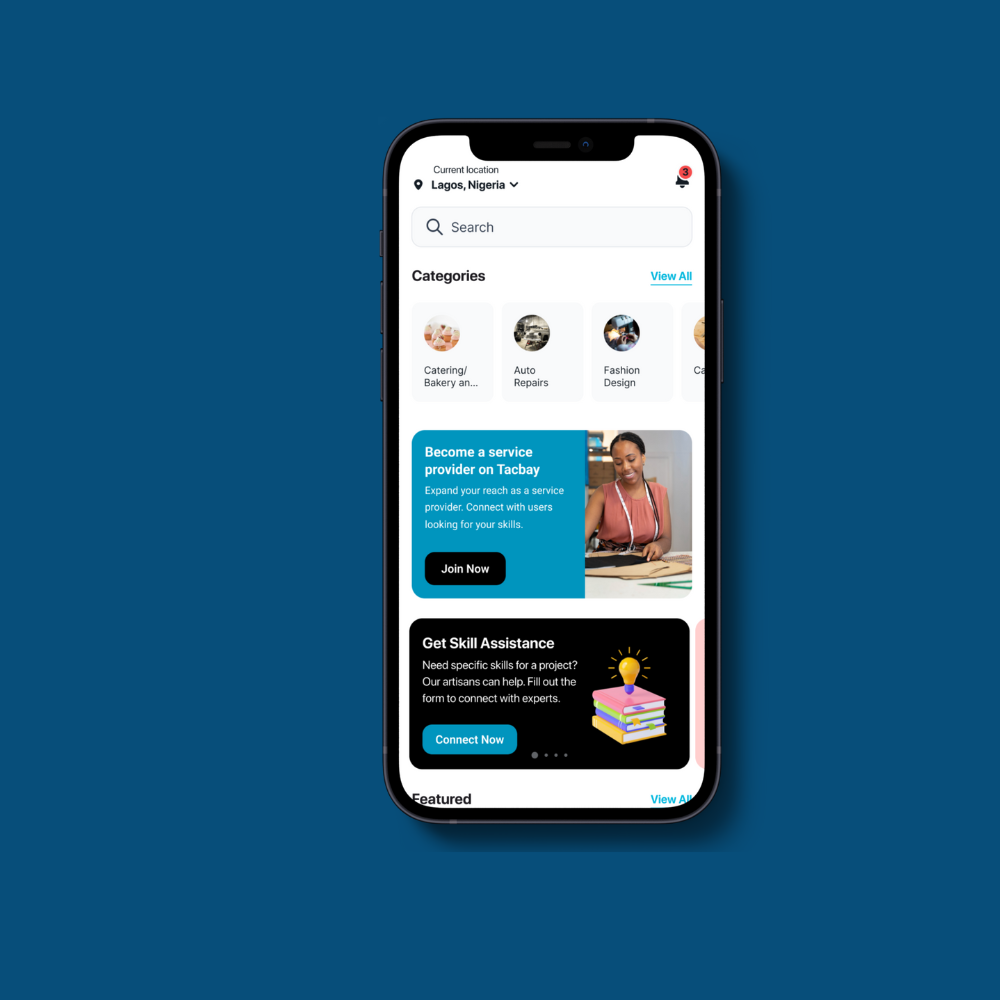 Current location
Lagos, Nigeria
3
Search
Categories
View All
Catering/
Bakery an...
Auto
Repairs
Fashion
Design
Ca
Become a service
provider on Tacbay
Expand your reach as a service
provider. Connect with users
looking for your skills.
Join Now
Get Skill Assistance
Need specific skills for a project?
Our artisans can help. Fill out the
form to connect with experts.
Connect Now
Featured
View All